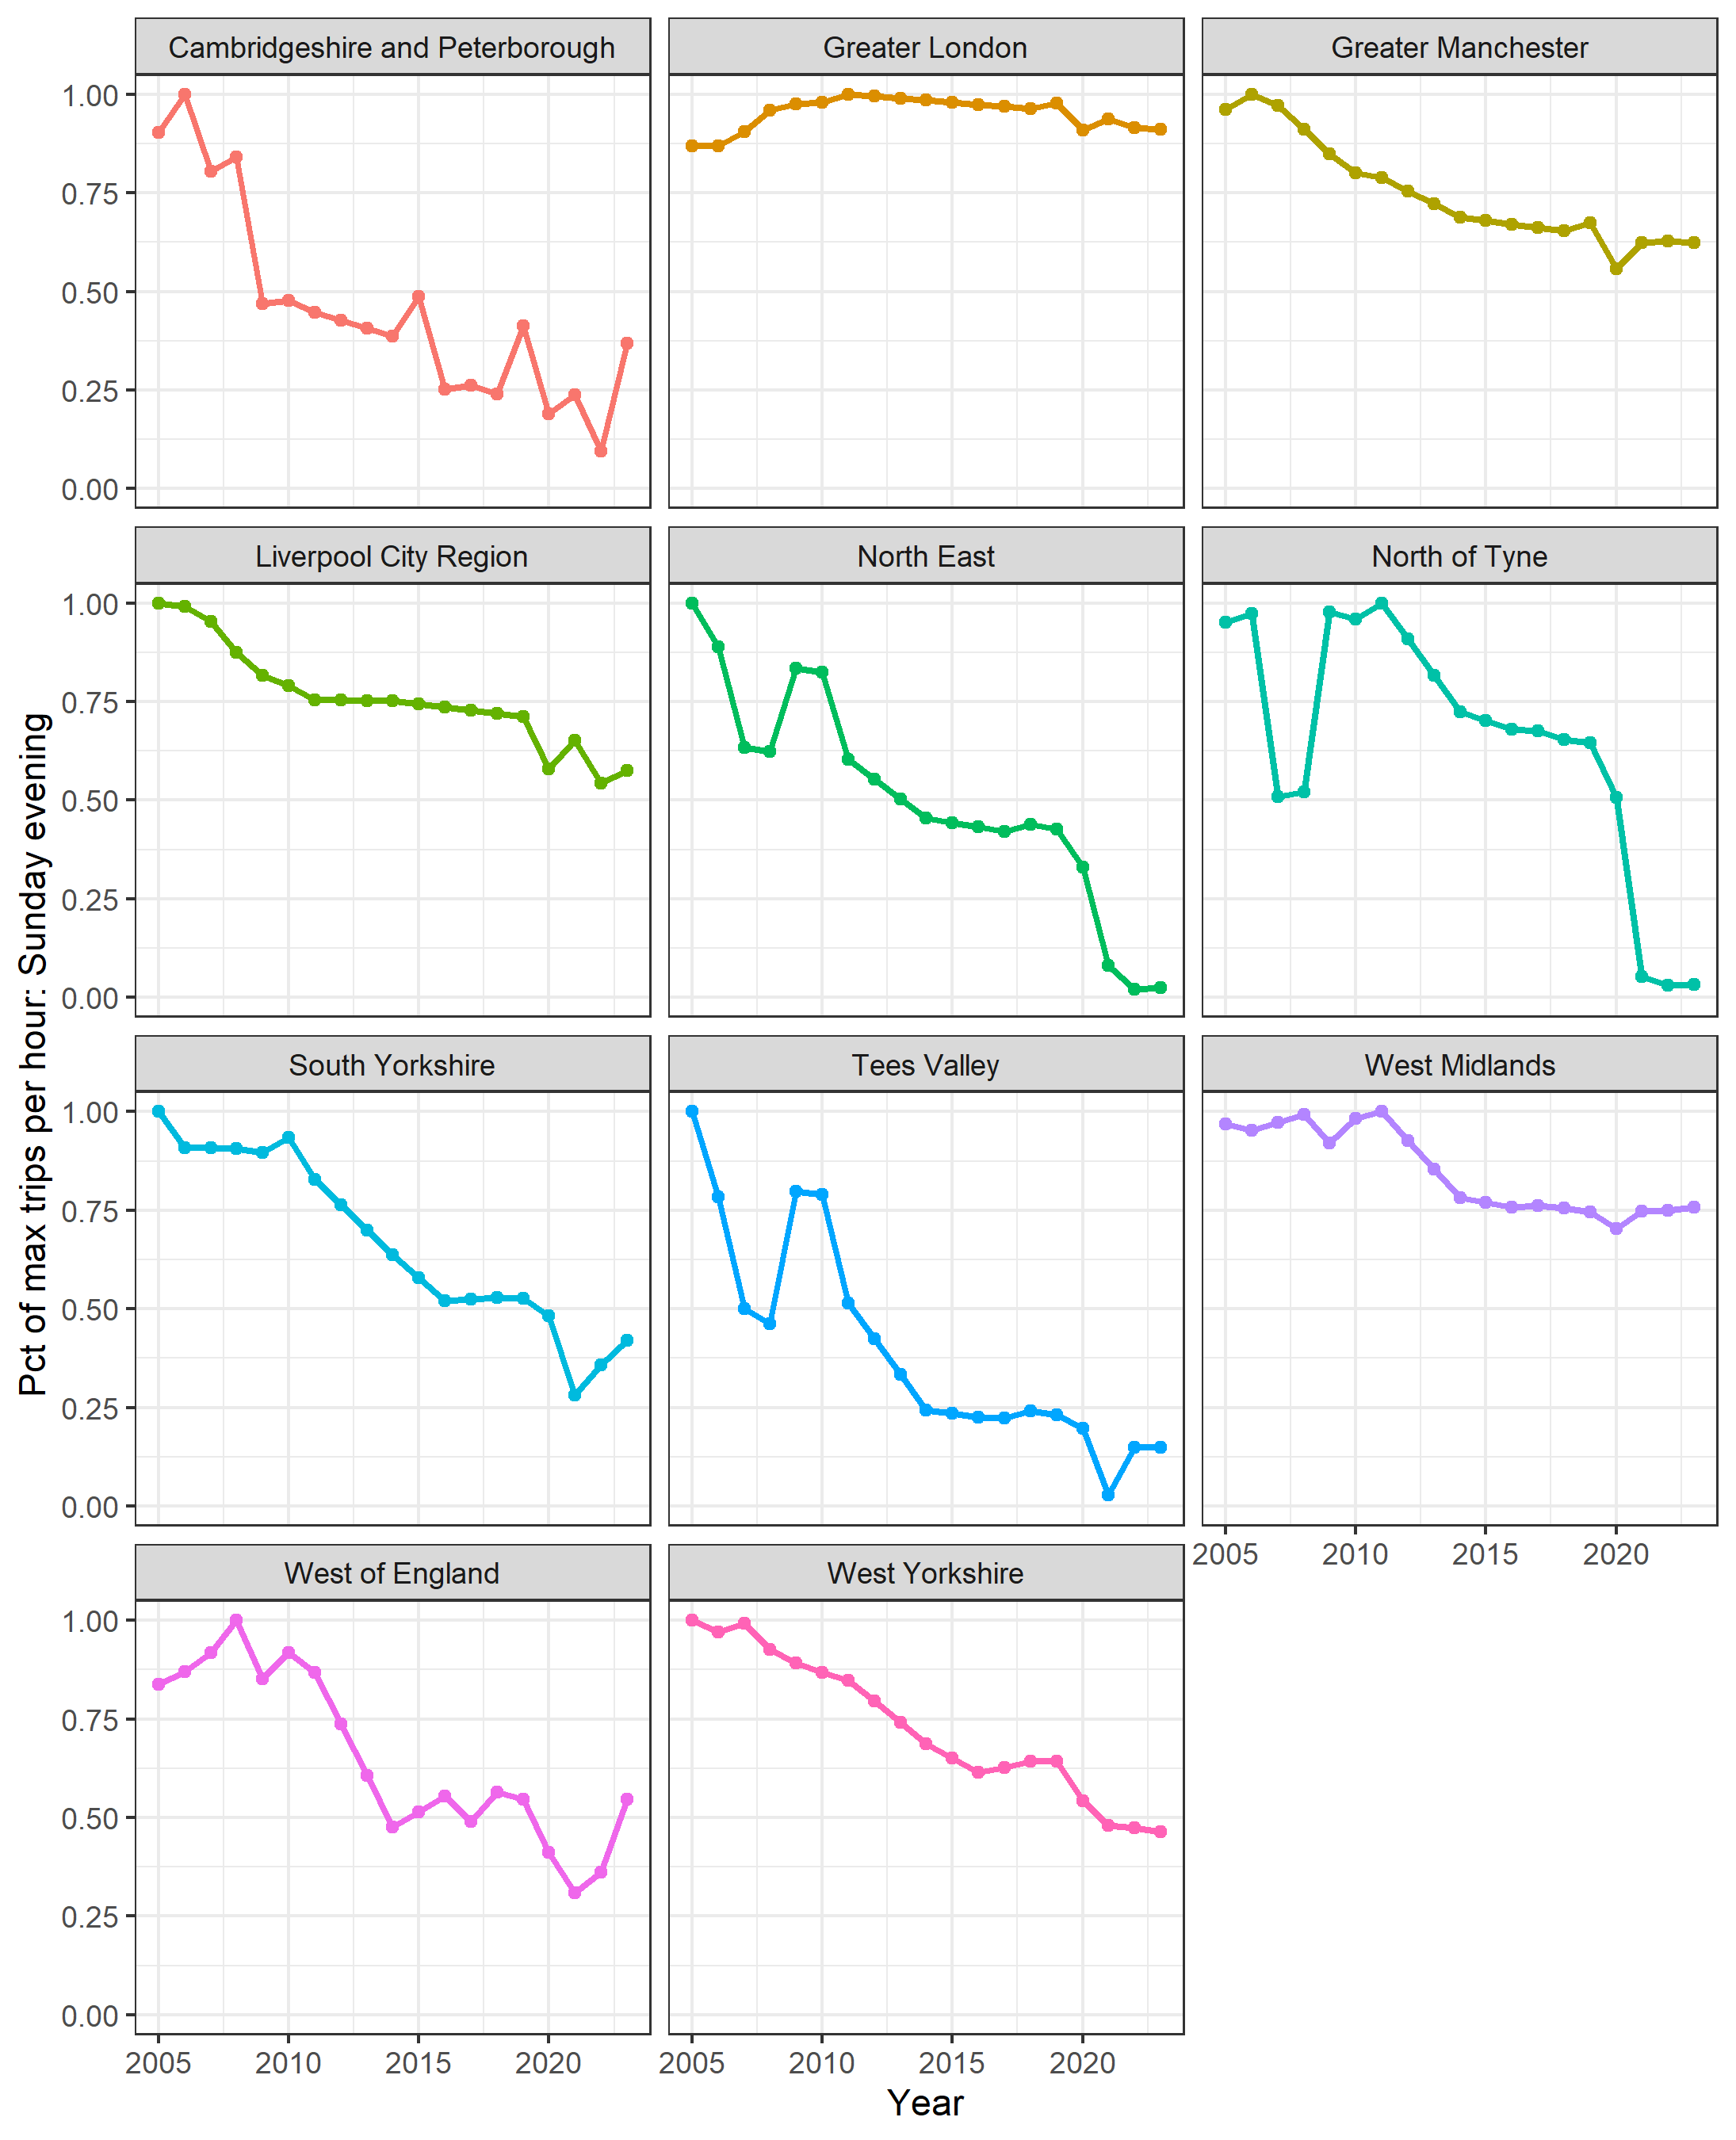 Cambridgeshire and Peterborough
Greater London
Greater Manchester
1.00
0.75
0.50
0.25
0.00
Liverpool City Region
North East
North of Tyne
1.00
0.75
0.50
0.25
0.00
South Yorkshire
Tees Valley
West Midlands
1.00
0.75
0.50
0.25
0.00
2005 2010 2015 2020
West of England
West Yorkshire
1.00
0.75
0.50
0.25
0.00
2005 2010 2015 2020
2005 2010 2015 2020
Year
Pct of max trips per hour: Sunday evening